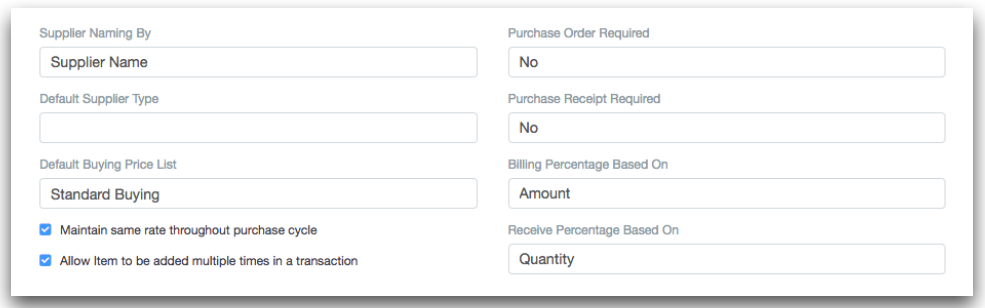 Supplier Naming By
Supplier Name
Default Supplier Type
Default Buying Price List
Standard Buying
Maintain same rate throughout purchase cycle
Allow Item to be added multiple times in a transaction
Purchase Order Required
No
Purchase Receipt Required
No
Billing Percentage Based On
Amount
Receive Percentage Based On
Quantity